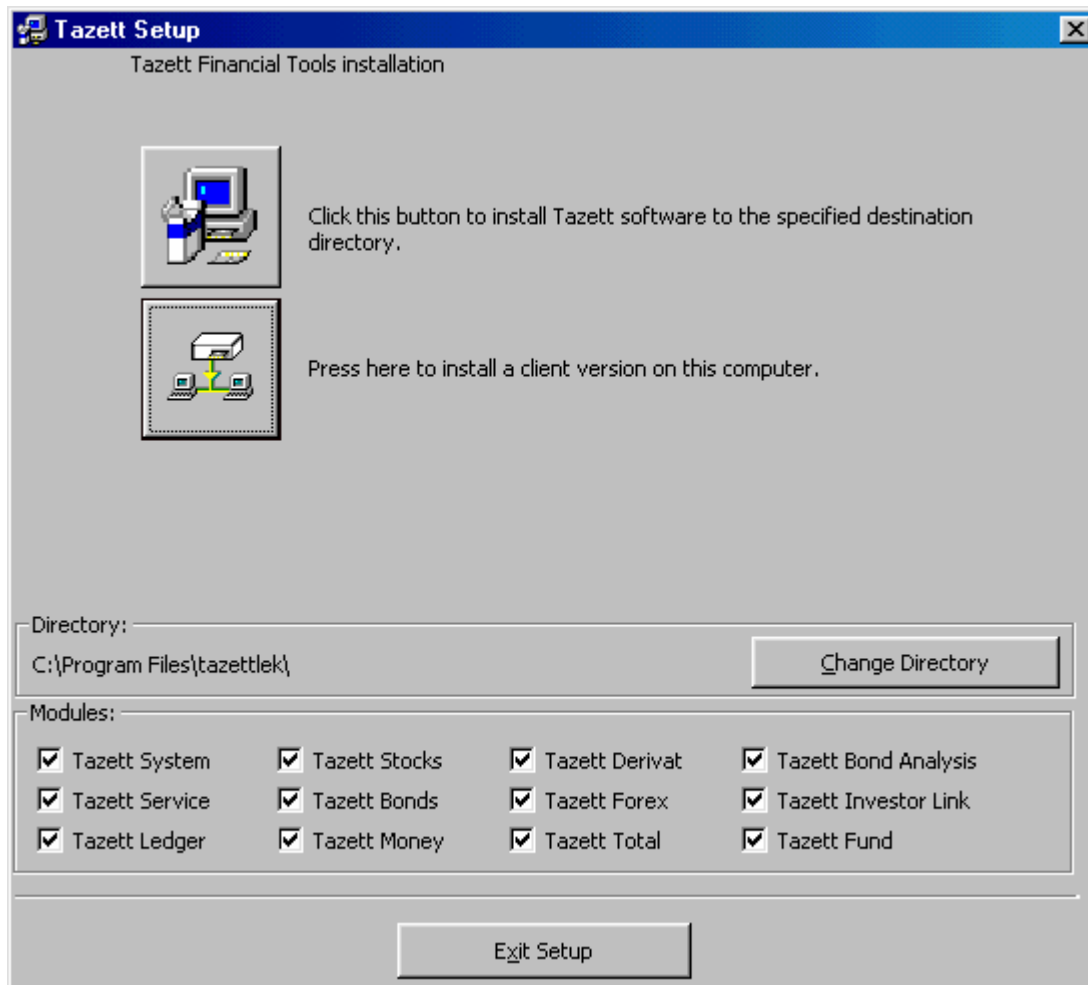 Tazett Setup
Tazett Financial Tools installation
Click this button to install Tazett software to the specified destination
directory.
Press here to install a client version on this computer.
Directory:
C:\Program Files\tazettlek\
Change Directory
Modules:
Tazett System Tazett Stocks Tazett Derivat Tazett Bond Analysis
Tazett Service Tazett Bonds Tazett Forex Tazett Investor Link
Tazett Ledger Tazett Money Tazett Total Tazett Fund
Exit Setup